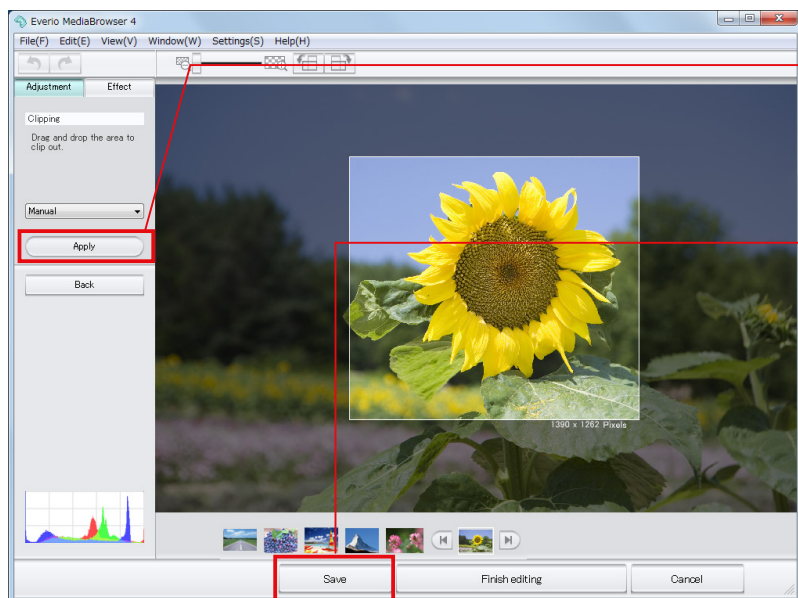 Everio MediaBrowser 4
File(F) Edit(E) View(V) Window(W) Settings(S) Help(H)
Adjustment Effect
Clipping
Drag and drop the area to
clip out.
Manual
Apply
Back
1390 x 1262 Pixels
Save Finish editing Cancel